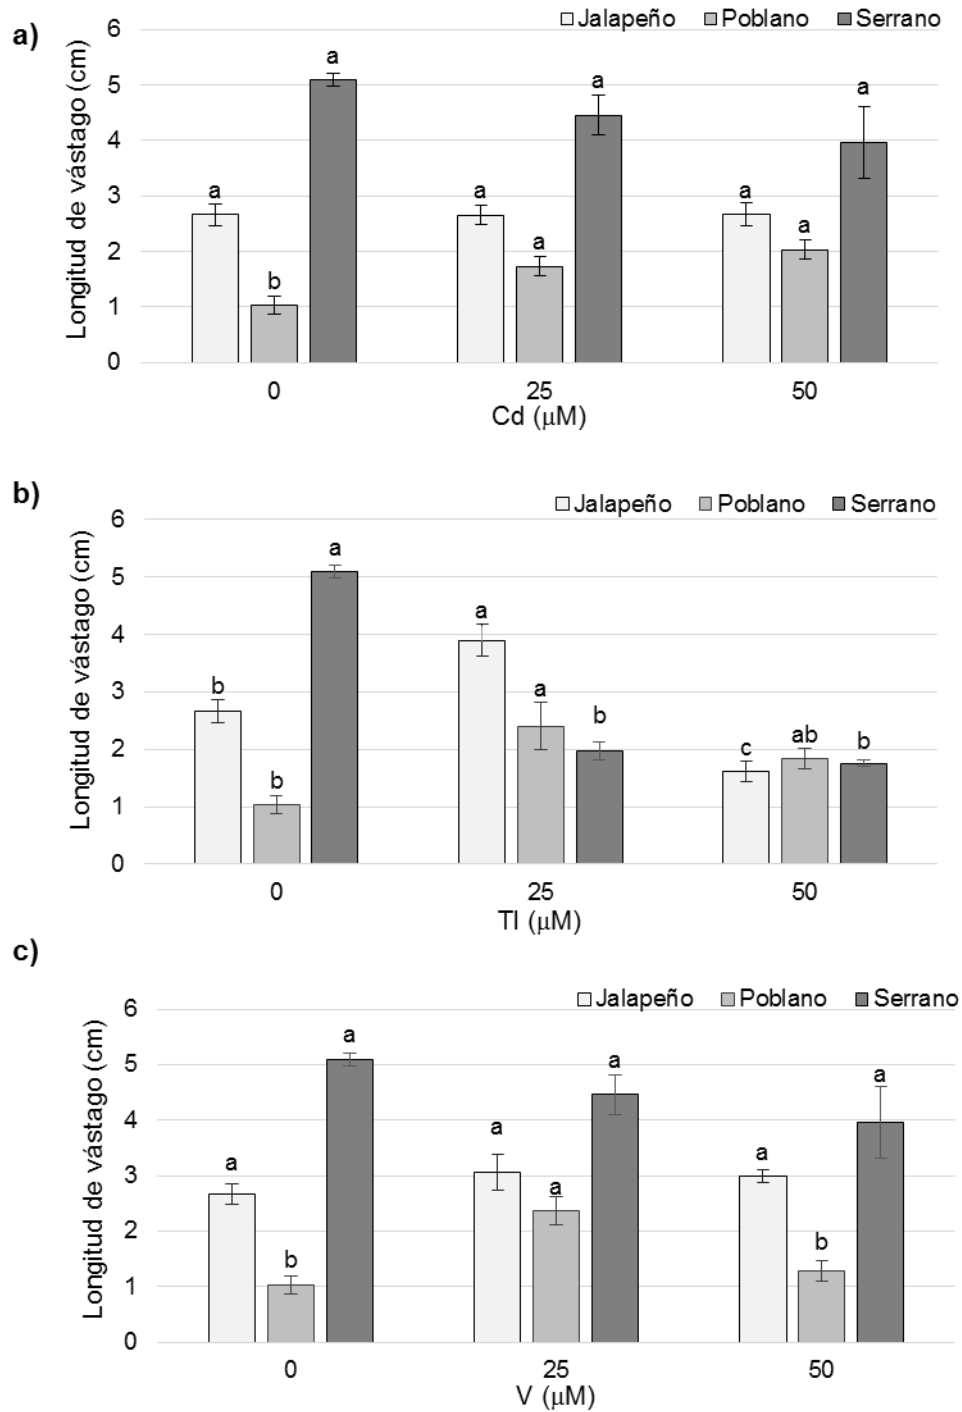 a)
Jalapeño Poblano Serrano
Longitud de vástago (cm)
6
5
4
3
2
1
0
a b a
a a a
a a a
0 25 50
Cd (μM)
b)
Jalapeño Poblano Serrano
Longitud de vástago (cm)
6
5
4
3
2
1
0
b b a
a a b
c ab b
0 25 50
Tl (μM)
c)
Jalapeño Poblano Serrano
Longitud de vástago (cm)
6
5
4
3
2
1
0
a b a
a a a
a b a
0 25 50
V (μM)